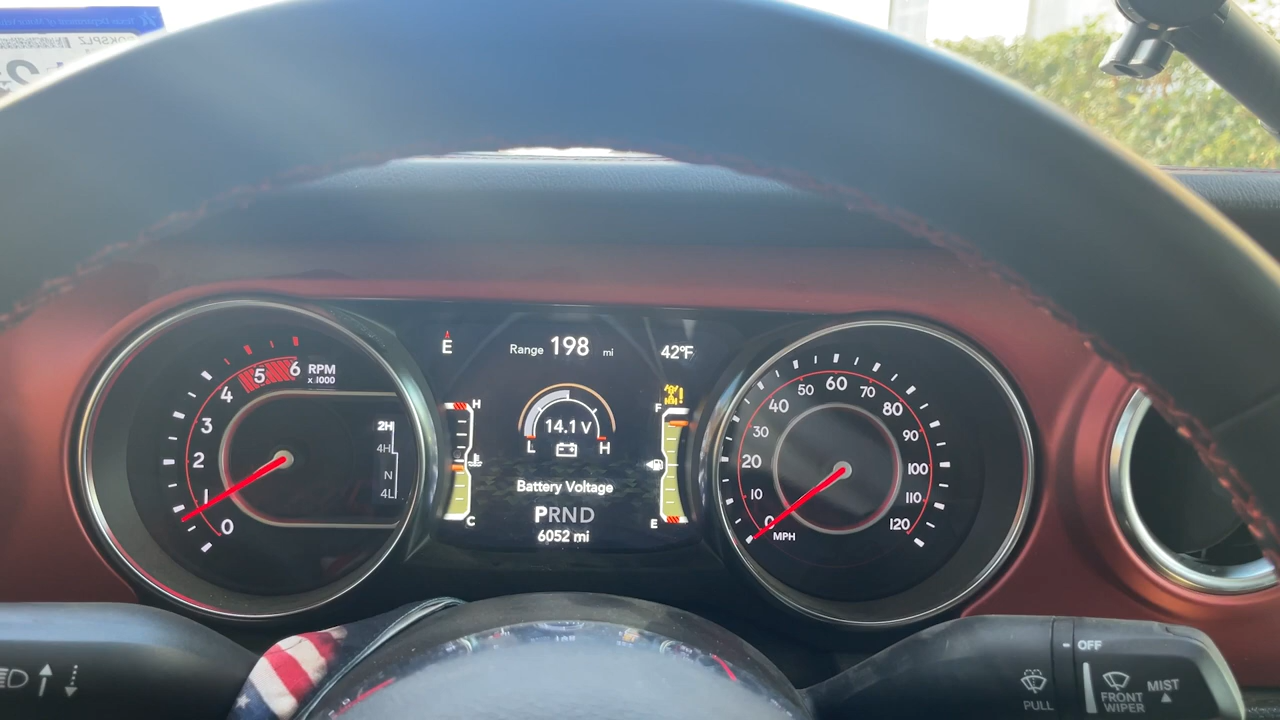 E
Range 198 mi
42°F
0
1
2
3
4
5
6
RPM
x 1000
2H
4H
N
4L
H
C
14.1 V
L H
Battery Voltage
PRND
6052 mi
F
E
0
10
20
30
40
50
60
70
80
90
100
110
120
MPH
OFF
PULL
FRONT
WIPER
MIST